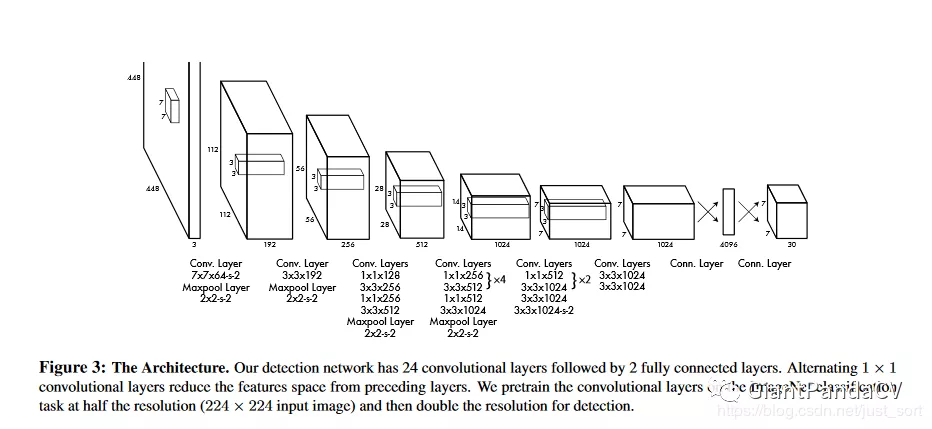 448
448
7
7
3
112
112
3
3
192
56
56
3
3
256
28
28
3
3
512
14
14
3
3
1024
7
7
3
3
1024
7
7
1024
4096
7
7
30
Conv. Layer
7x7x64-s-2
Maxpool Layer
2x2-s-2
Conv. Layer
3x3x192
Maxpool Layer
2x2-s-2
Conv. Layers
1x1x128
3x3x256
1x1x256
3x3x512
Maxpool Layer
2x2-s-2
Conv. Layers
1x1x256
3x3x512
}×4
1x1x512
3x3x1024
Maxpool Layer
2x2-s-2
Conv. Layers
1x1x512
3x3x1024
}×2
3x3x1024
3x3x1024-s-2
Conv. Layers
3x3x1024
3x3x1024
Conn. Layer
Conn. Layer
Figure 3: The Architecture. Our detection network has 24 convolutional layers followed by 2 fully connected layers. Alternating 1 × 1
convolutional layers reduce the features space from preceding layers. We pretrain the convolutional layers on the ImageNet classification
task at half the resolution (224 × 224 input image) and then double the resolution for detection.
GiantPandaCV
https://blog.csdn.net/just_sort